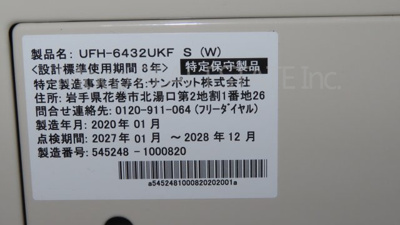 製品名: UFH-6432UKF S (W)
<設計標準使用期間 8年> 特定保守製品
特定製造事業者等名: サンポット株式会社
住所: 岩手県花巻市北湯口第2地割1番地26
問合せ連絡先: 0120-911-064 (フリーダイヤル)
製造年月: 2020年01月
点検期間: 2027年01月 ～2028年12月
製造番号: 545248-1000820
a5452481000820202001a